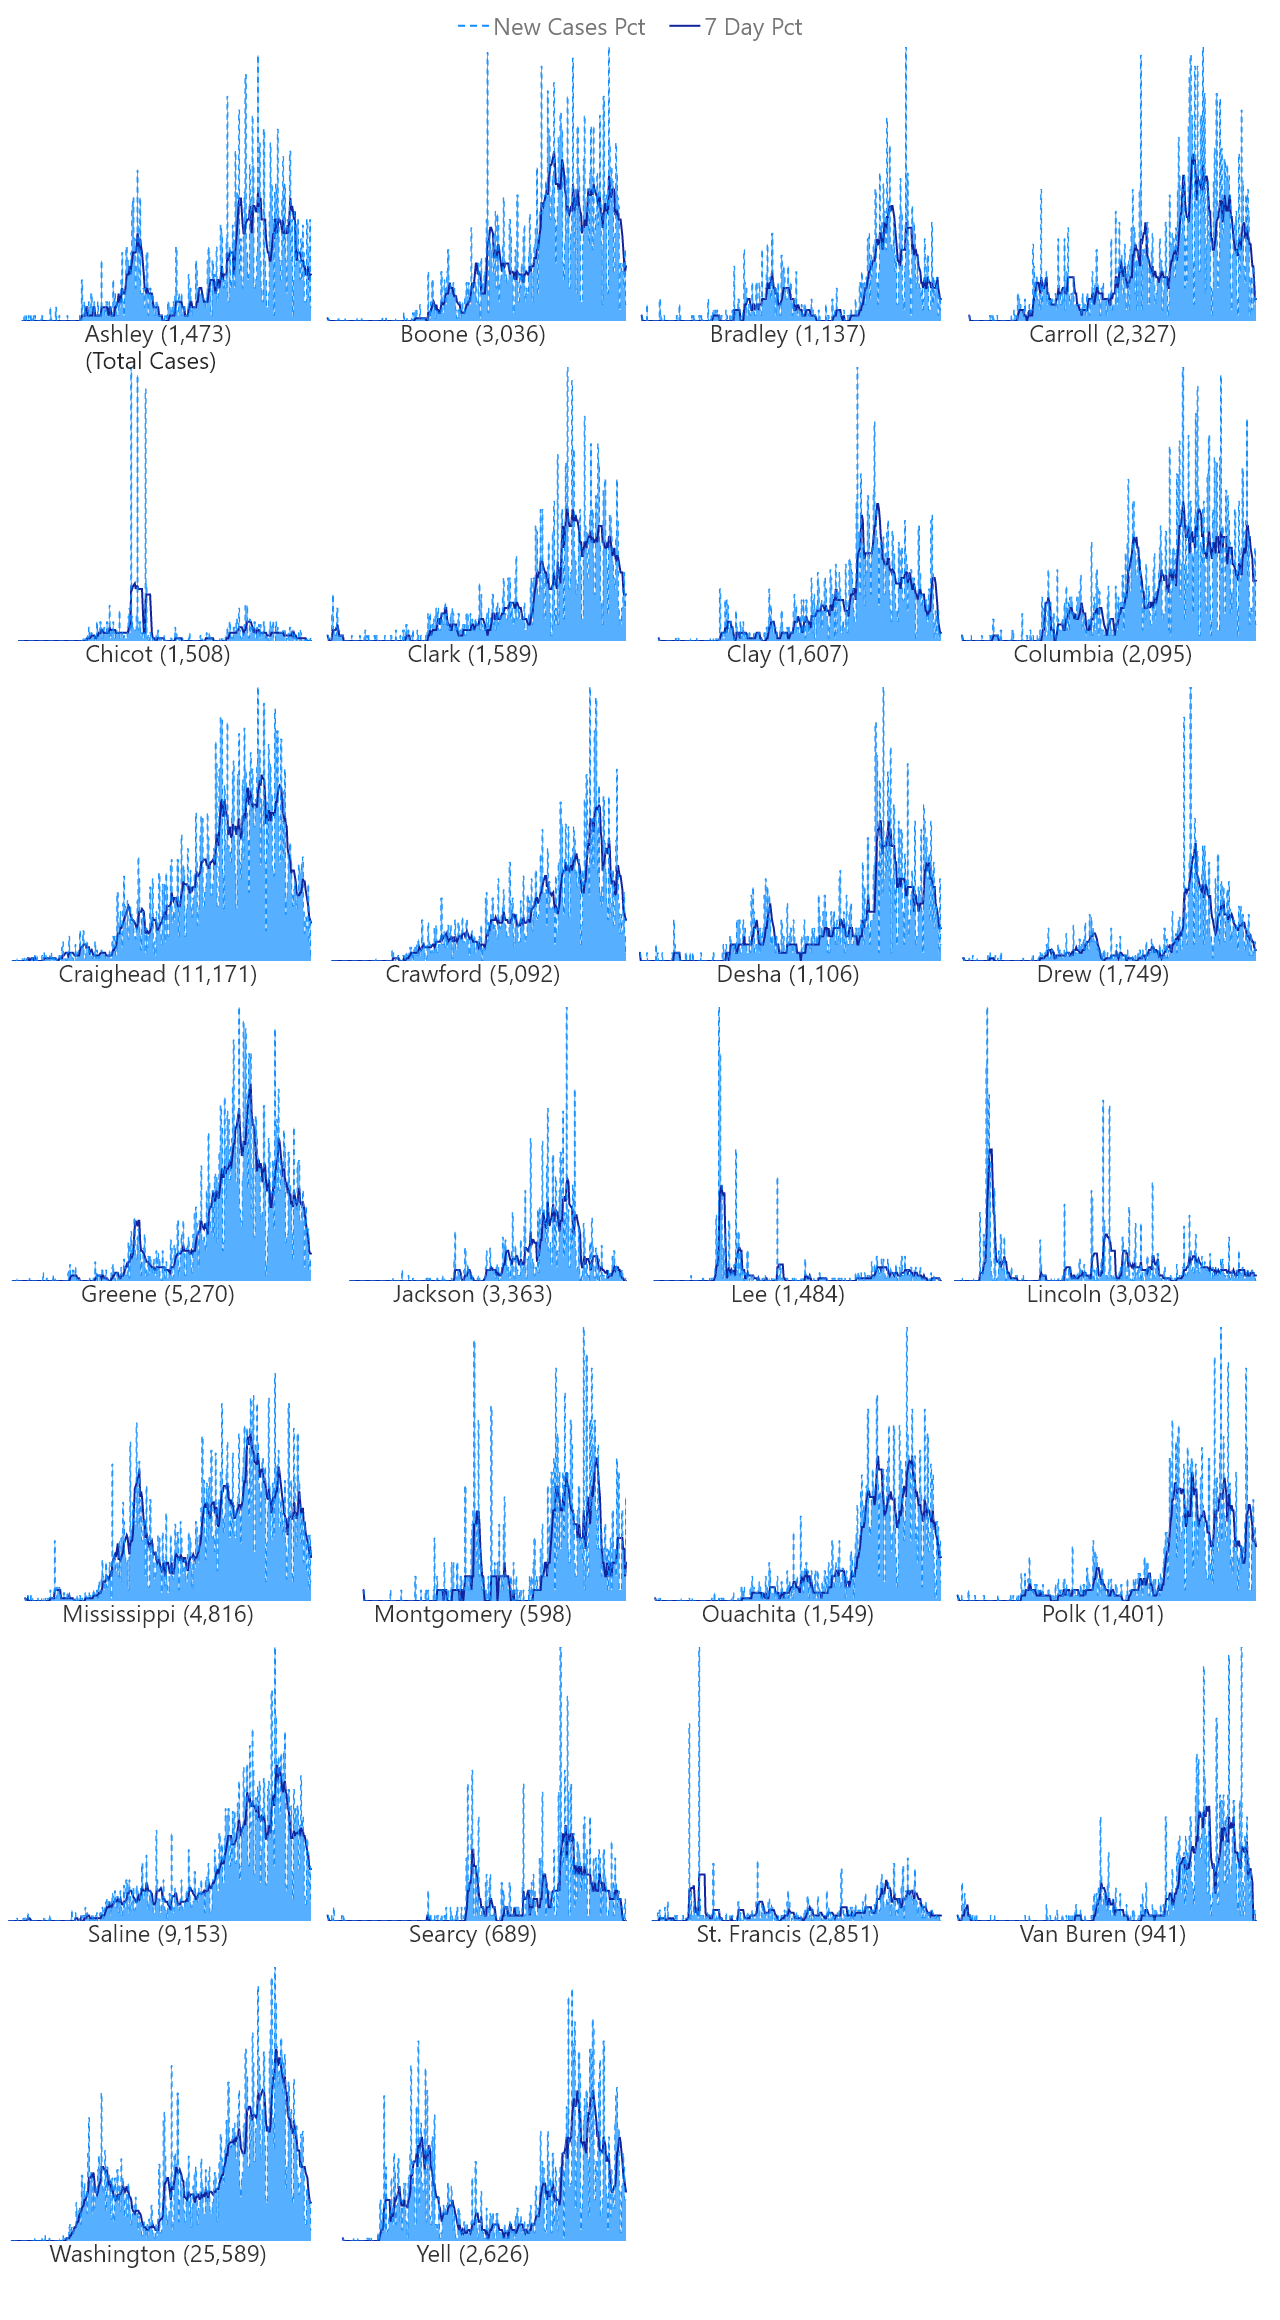 New Cases Pct 7 Day Pct
Ashley (1,473) Boone (3,036) Bradley (1,137) Carroll (2,327)
(Total Cases)
Chicot (1,508) Clark (1,589) Clay (1,607) Columbia (2,095)
Craighead (11,171) Crawford (5,092) Desha (1,106) Drew (1,749)
Greene (5,270) Jackson (3,363) Lee (1,484) Lincoln (3,032)
Mississippi (4,816) Montgomery (598) Ouachita (1,549) Polk (1,401)
Saline (9,153) Searcy (689) St. Francis (2,851) Van Buren (941)
Washington (25,589) Yell (2,626)